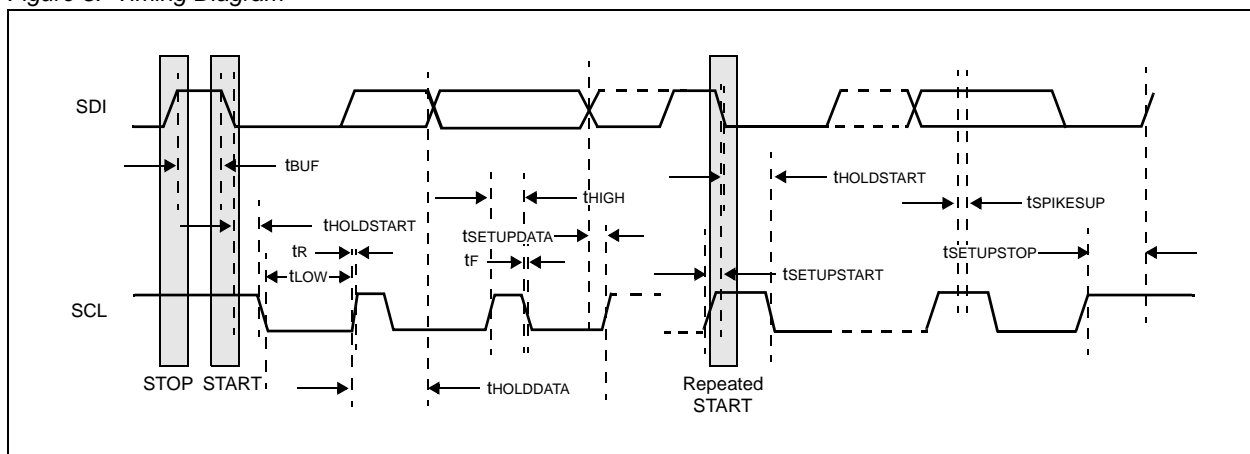 Figure 3. Timing Diagram
SDI
tBUF
tHOLDSTART
tHIGH
tHOLDSTART
tSPIKESUP
tR
tSETUPDATA
tSETUPSTOP
tLOW
tF
tSETUPSTART
SCL
STOP
START
tHOLDDATA
Repeated
START